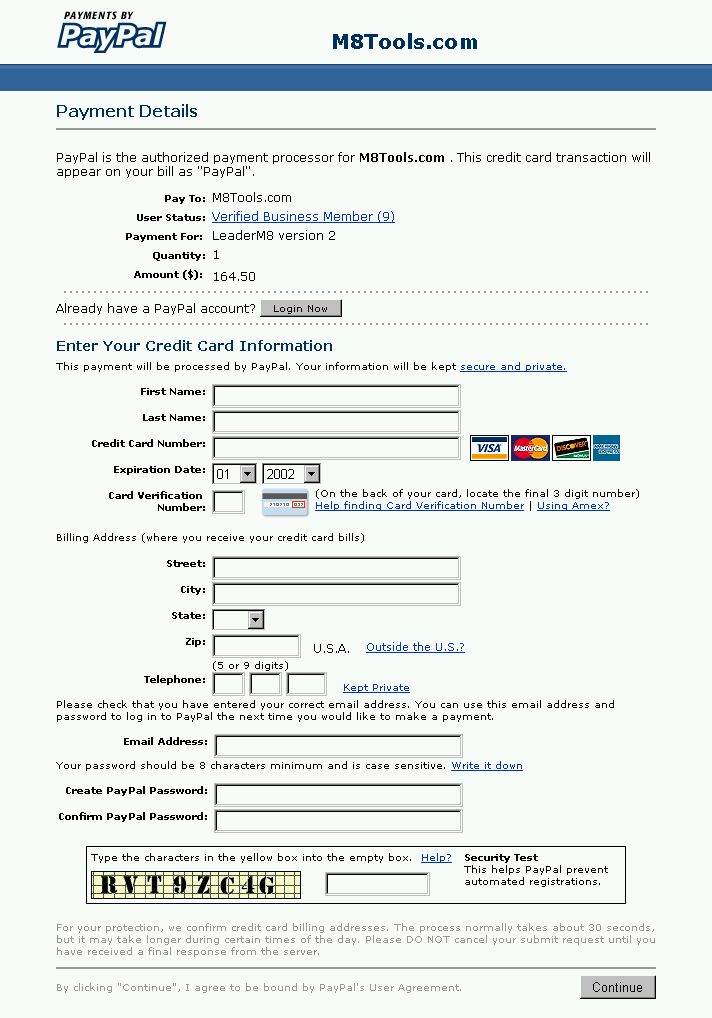 PAYMENTS BY
PayPal
M8Tools.com
Payment Details
PayPal is the authorized payment processor for M8Tools.com . This credit card transaction will
appear on your bill as "PayPal".
Pay To: M8Tools.com
User Status: Verified Business Member (9)
Payment For: LeaderM8 version 2
Quantity: 1
Amount ($): 164.50
Already have a PayPal account? Login Now
Enter Your Credit Card Information
This payment will be processed by PayPal. Your information will be kept secure and private.
First Name:
Last Name:
Credit Card Number: VISA MasterCard DISCOVER AMERICAN EXPRESS
Expiration Date: 01 2002
Card Verification (On the back of your card, locate the final 3 digit number)
Number: Help finding Card Verification Number | Using Amex?
Billing Address (where you receive your credit card bills)
Street:
City:
State:
Zip: U.S.A. Outside the U.S.?
(5 or 9 digits)
Telephone: Kept Private
Please check that you have entered your correct email address. You can use this email address and
password to log in to PayPal the next time you would like to make a payment.
Email Address:
Your password should be 8 characters minimum and is case sensitive. Write it down
Create PayPal Password:
Confirm PayPal Password:
Type the characters in the yellow box into the empty box. Help? Security Test
This helps PayPal prevent
RVT9ZC4G automated registrations.
For your protection, we confirm credit card billing addresses. The process normally takes about 30 seconds,
but it may take longer during certain times of the day. Please DO NOT cancel your submit request until you
have received a final response from the server.
By clicking "Continue", I agree to be bound by PayPal's User Agreement. Continue